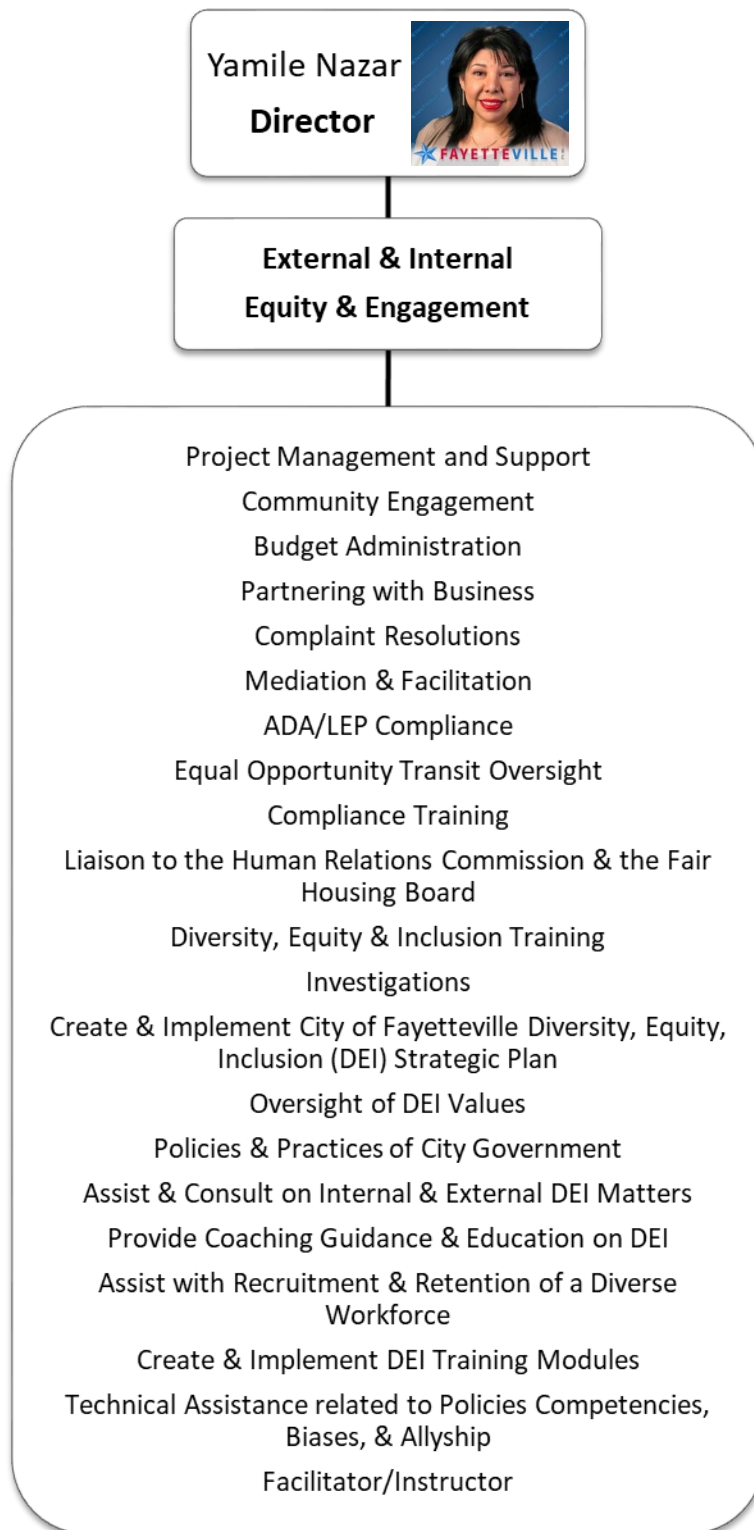 Yamile Nazar
Director
FAYETTEVILLE
External & Internal
Equity & Engagement
Project Management and Support
Community Engagement
Budget Administration
Partnering with Business
Complaint Resolutions
Mediation & Facilitation
ADA/LEP Compliance
Equal Opportunity Transit Oversight
Compliance Training
Liaison to the Human Relations Commission & the Fair
Housing Board
Diversity, Equity & Inclusion Training
Investigations
Create & Implement City of Fayetteville Diversity, Equity,
Inclusion (DEI) Strategic Plan
Oversight of DEI Values
Policies & Practices of City Government
Assist & Consult on Internal & External DEI Matters
Provide Coaching Guidance & Education on DEI
Assist with Recruitment & Retention of a Diverse
Workforce
Create & Implement DEI Training Modules
Technical Assistance related to Policies Competencies,
Biases, & Allyship
Facilitator/Instructor